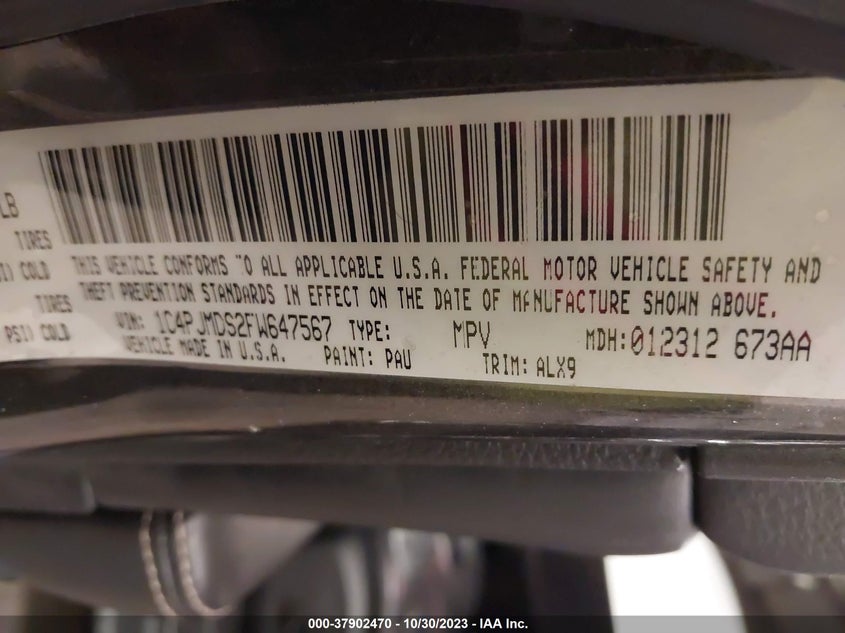 LB
TIRES
SI) COLD
TIRES
PSI) COLD
THIS VEHICLE CONFORMS TO ALL APPLICABLE U.S.A. FEDERAL MOTOR VEHICLE SAFETY AND
THEFT PREVENTION STANDARDS IN EFFECT ON THE DATE OF MANUFACTURE SHOWN ABOVE.
VIN: 1C4PJMDS2FW647567 TYPE: MPV MDH:012312 673AA
VEHICLE MADE IN U.S.A. PAINT: PAU TRIM: ALX9
000-37902470 | 10/30/2023 - IAA Inc.